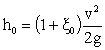 h₀ = (1 + ξ₀) v²/2g